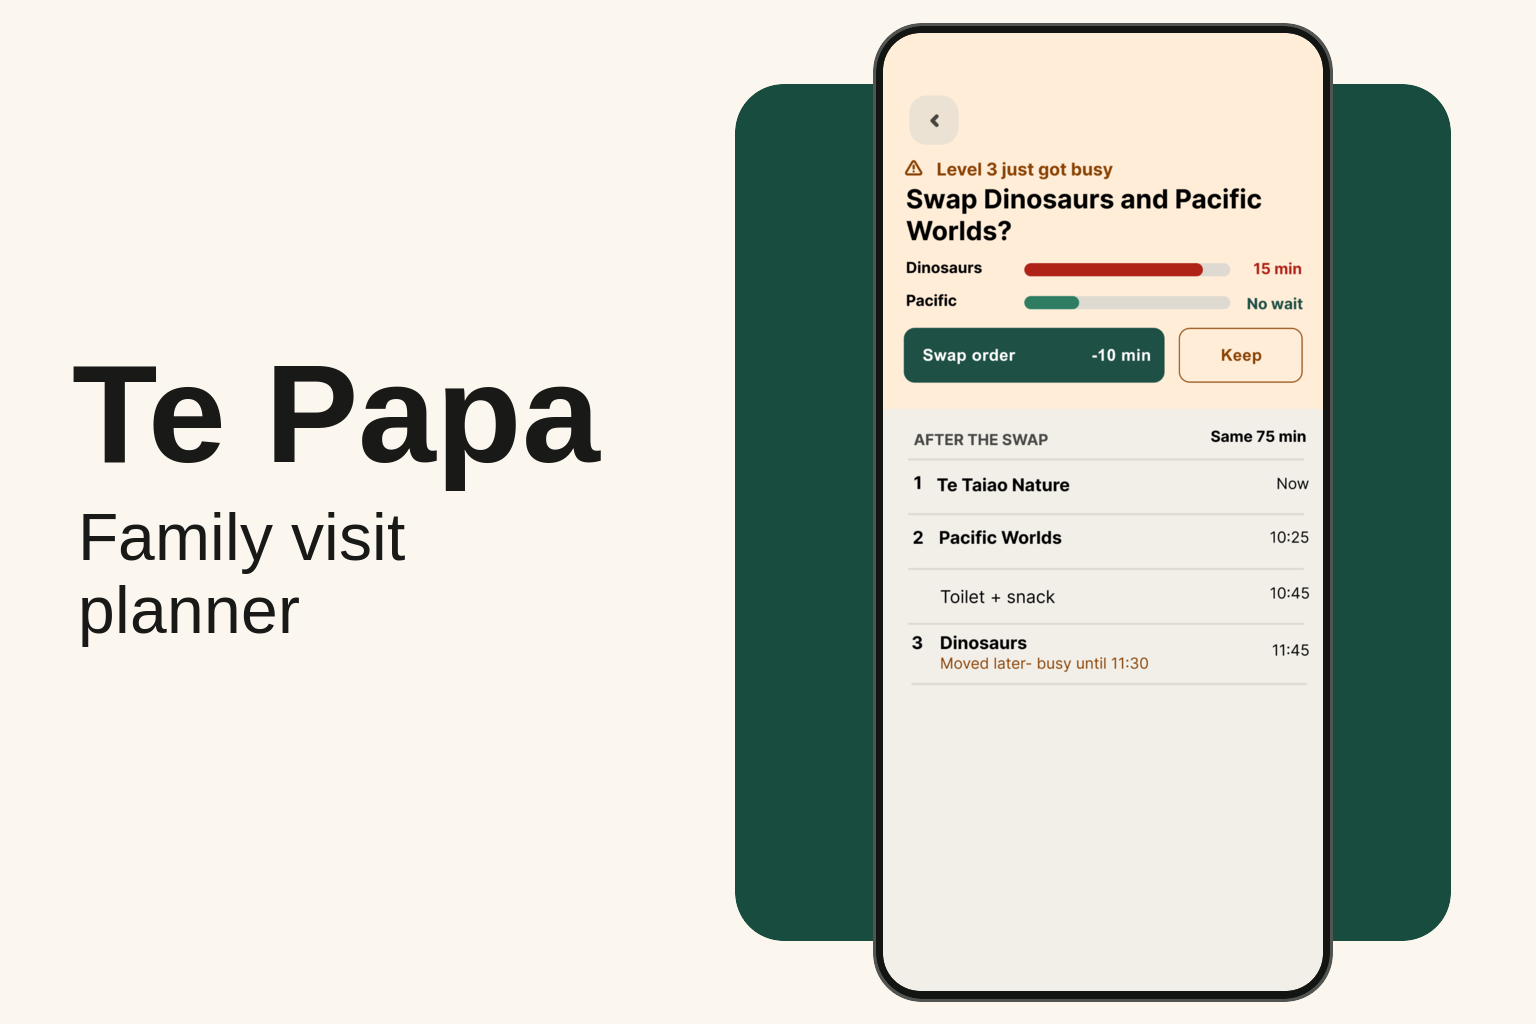 Te Papa
Family visit
planner
Level 3 just got busy
Swap Dinosaurs and Pacific
Worlds?
Dinosaurs 15 min
Pacific No wait
Swap order -10 min Keep
AFTER THE SWAP Same 75 min
1 Te Taiao Nature Now
2 Pacific Worlds 10:25
Toilet + snack 10:45
3 Dinosaurs 11:45
Moved later- busy until 11:30